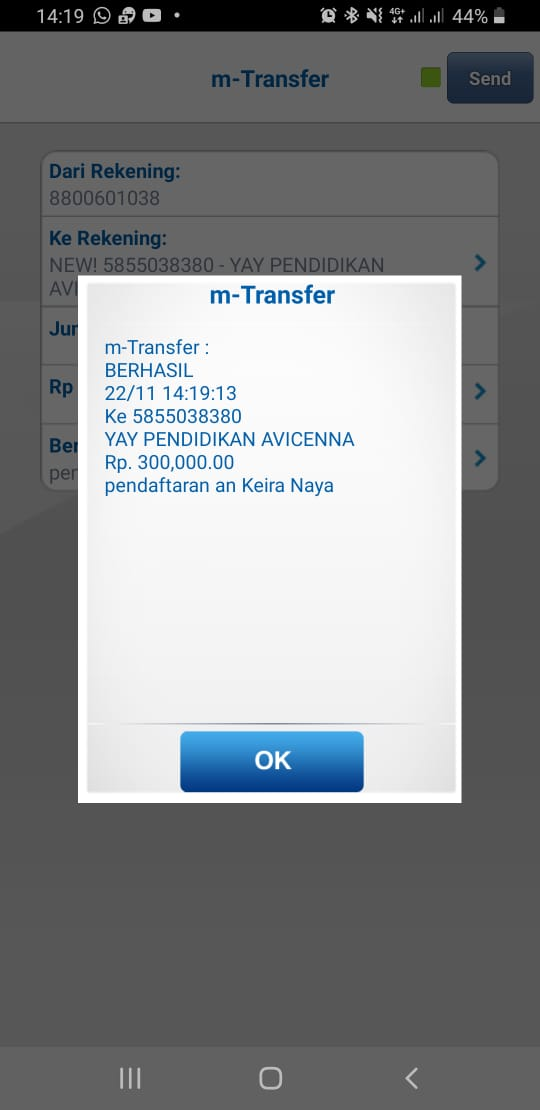 14:19
4G+
44%
m-Transfer
Send
Dari Rekening:
8800601038
Ke Rekening:
NEW! 5855038380 - YAY PENDIDIKAN
AVI
Jur
Rp
Ber
per
m-Transfer
m-Transfer :
BERHASIL
22/11 14:19:13
Ke 5855038380
YAY PENDIDIKAN AVICENNA
Rp. 300,000.00
pendaftaran an Keira Naya
OK